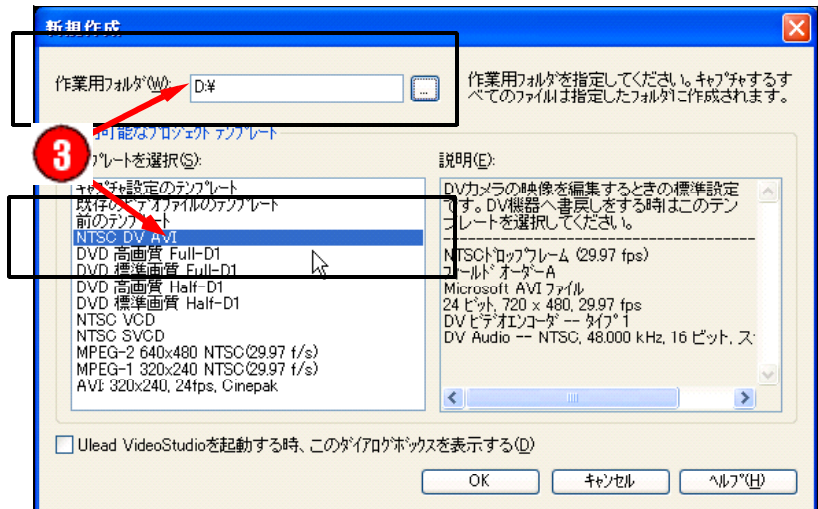 新規作成
作業用フォルダ(W):
D:¥
...
作業用フォルダを指定してください。キャプチャするす
べてのファイルは指定したフォルダに作成されます。
3
可能なプロジェクト テンプレート
プレートを選択(S):
キャプチャ設定のテンプレート
既存のビデオファイルのテンプレート
前のテンプレート
NTSC DV AVI
DVD 高画質 Full-D1
DVD 標準画質 Full-D1
DVD 高画質 Half-D1
DVD 標準画質 Half-D1
NTSC VCD
NTSC SVCD
MPEG-2 640x480 NTSC(29.97 f/s)
MPEG-1 320x240 NTSC(29.97 f/s)
AVI: 320x240, 24fps, Cinepak
説明(E):
DVカメラの映像を編集するときの標準設定
です。DV機器へ書戻しをする時はこのテン
プレートを選択してください。
------------------------------------------
NTSCドロップフレーム (29.97 fps)
フィールド オーダーA
Microsoft AVI ファイル
24 ビット, 720 x 480, 29.97 fps
DV ビデオエンコーダ -- タイプ 1
DV Audio -- NTSC, 48.000 kHz, 16 ビット, ス
Ulead VideoStudioを起動する時、このダイアログボックスを表示する(D)
OK
キャンセル
ヘルプ(H)